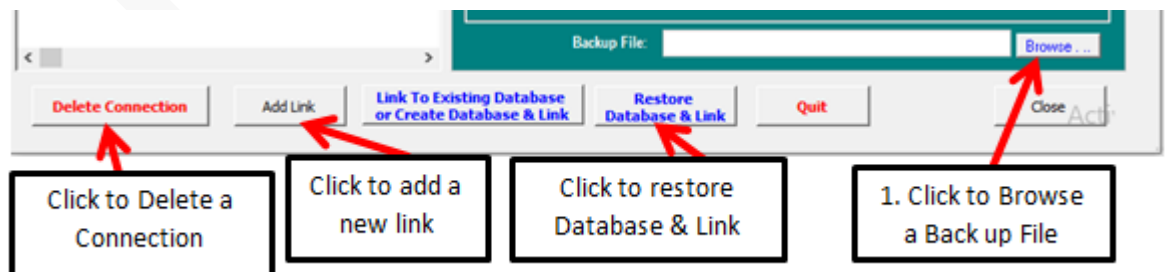 Backup File:
Browse . . .
Delete Connection
Add Link
Link To Existing Database
or Create Database & Link
Restore
Database & Link
Quit
Close
Acti
Click to Delete a
Connection
Click to add a
new link
Click to restore
Database & Link
1. Click to Browse
a Back up File